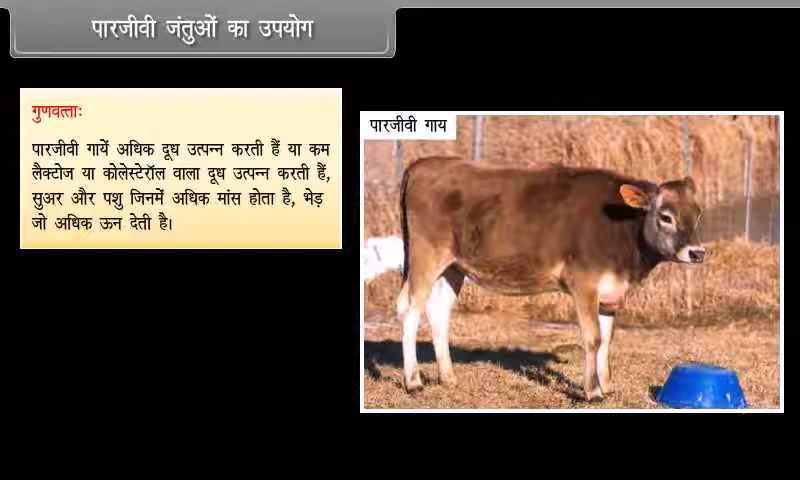 पारजीवी जंतुओं का उपयोग
गुणवत्ताः
पारजीवी गायें अधिक दूध उत्पन्न करती हैं या कम
लैक्टोज या कोलेस्टेरॉल वाला दूध उत्पन्न करती हैं,
सुअर और पशु जिनमें अधिक मांस होता है, भेड़
जो अधिक ऊन देती है।
पारजीवी गाय